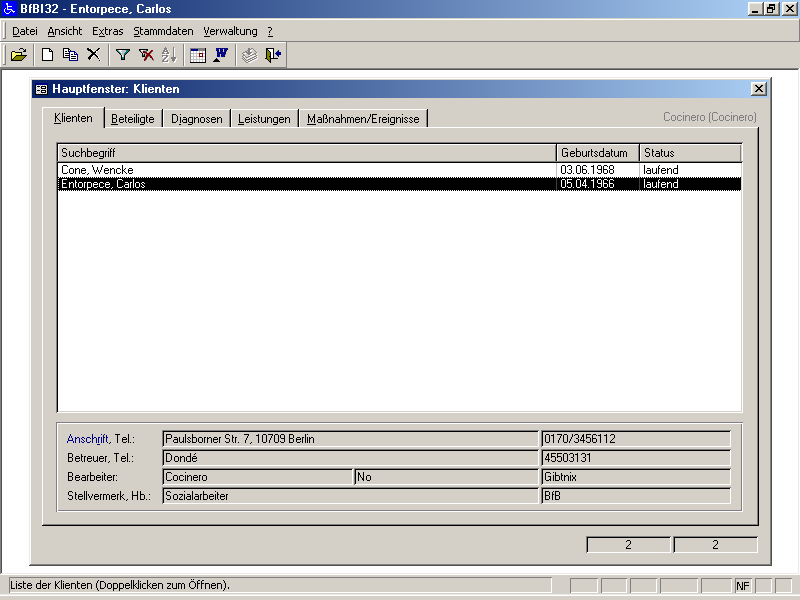 BfBI32 - Entorpece, Carlos
Datei Ansicht Extras Stammdaten Verwaltung ?
Hauptfenster: Klienten
Klienten Beteiligte Diagnosen Leistungen Maßnahmen/Ereignisse Cocinero (Cocinero)
Suchbegriff Geburtsdatum Status
Cone, Wencke 03.06.1968 laufend
Entorpece, Carlos 05.04.1966 laufend
Anschrift, Tel.: Paulsborner Str. 7, 10709 Berlin 0170/3456112
Betreuer, Tel.: Dondé 45503131
Bearbeiter: Cocinero No Gibtnix
Stellvermerk, Hb.: Sozialarbeiter BfB
2 2
Liste der Klienten (Doppelklicken zum Öffnen). NF